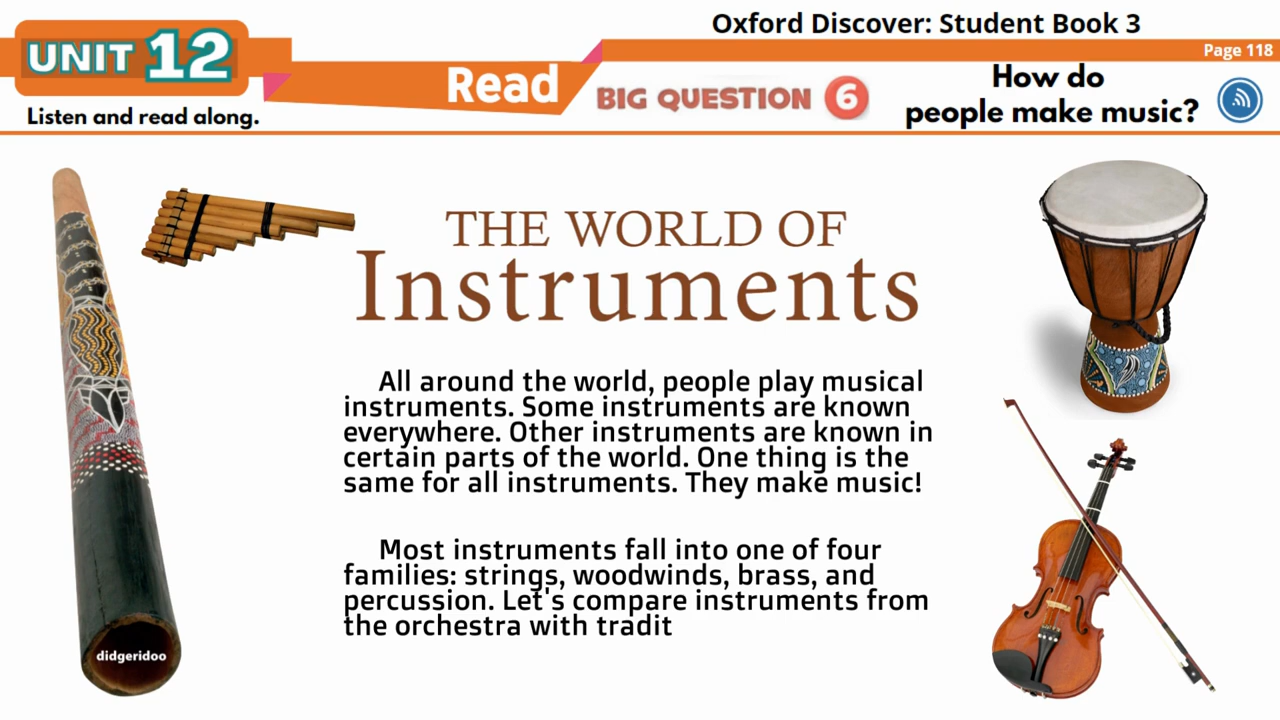 Oxford Discover: Student Book 3
UNIT 12
Page 118
Read
BIG QUESTION 6
How do
people make music?
Listen and read along.
THE WORLD OF
Instruments
All around the world, people play musical
instruments. Some instruments are known
everywhere. Other instruments are known in
certain parts of the world. One thing is the
same for all instruments. They make music!
Most instruments fall into one of four
families: strings, woodwinds, brass, and
percussion. Let's compare instruments from
the orchestra with tradit
didgeridoo